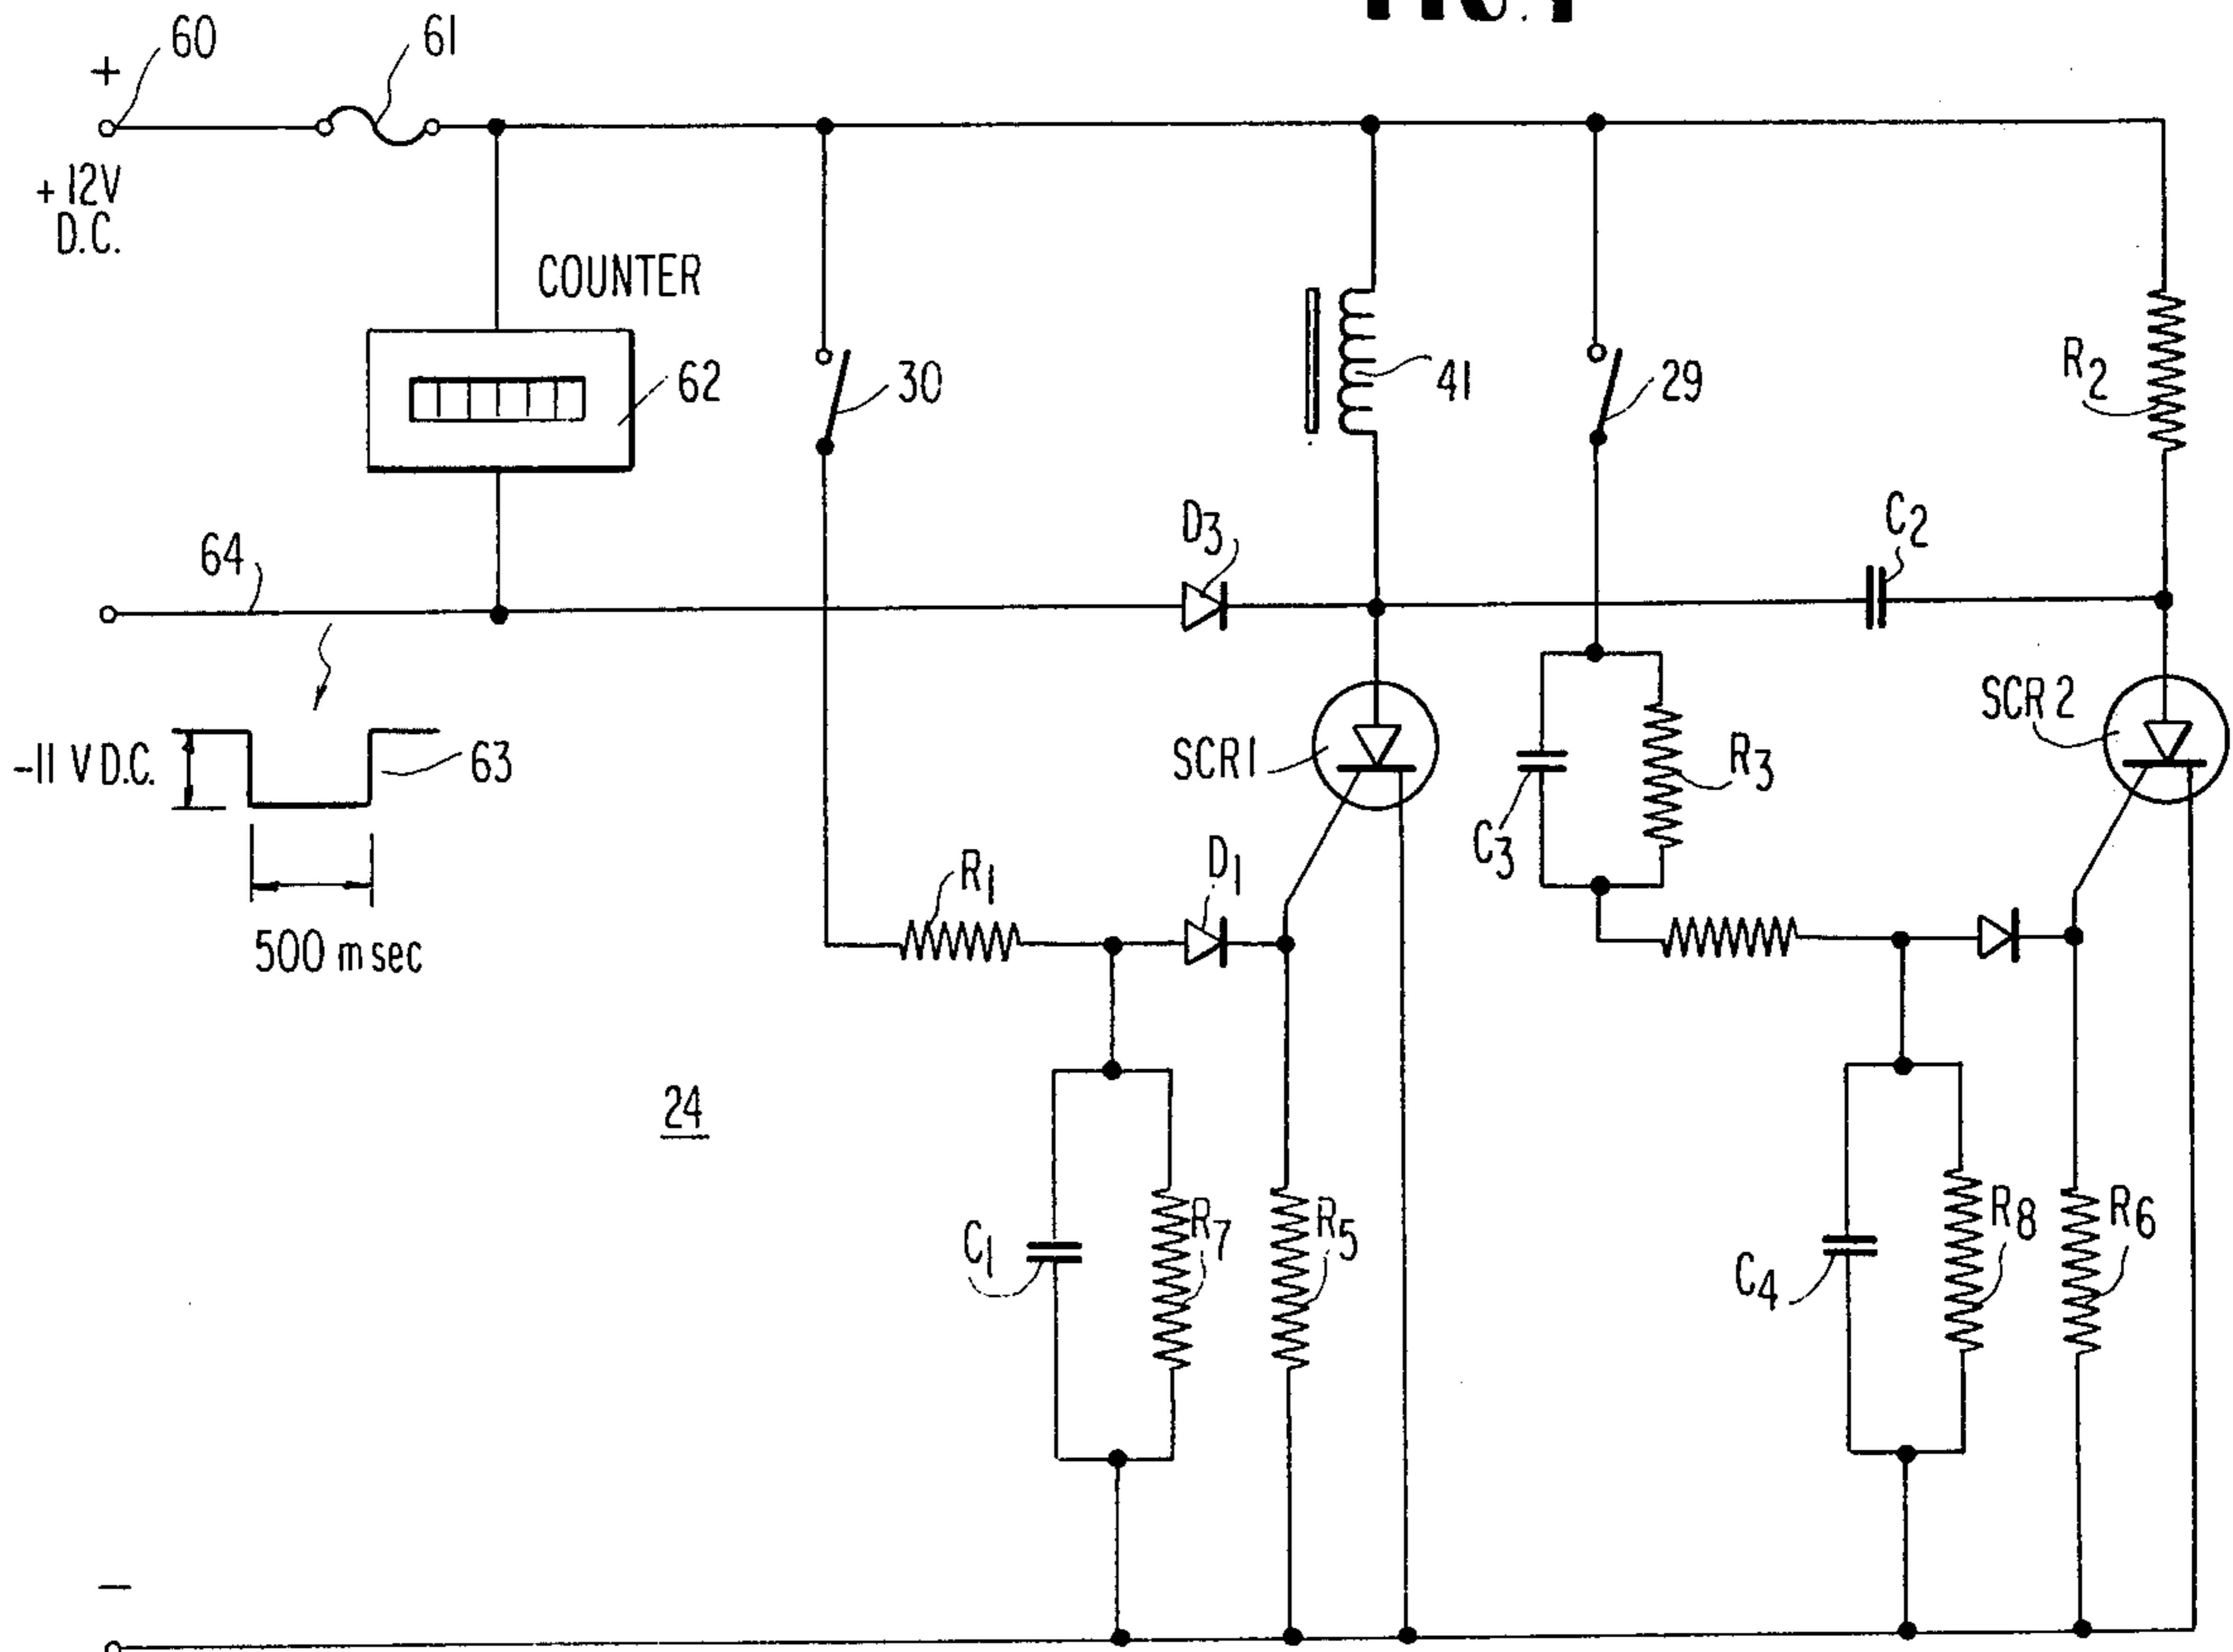 +
60
61
+ 12V
D.C.
COUNTER
62
30
41
29
R2
D3
C2
64
SCR1
SCR 2
-11 V D.C.
63
R3
C3
R1
D1
500 m sec
24
C1
R7
R5
C4
R8
R6
−